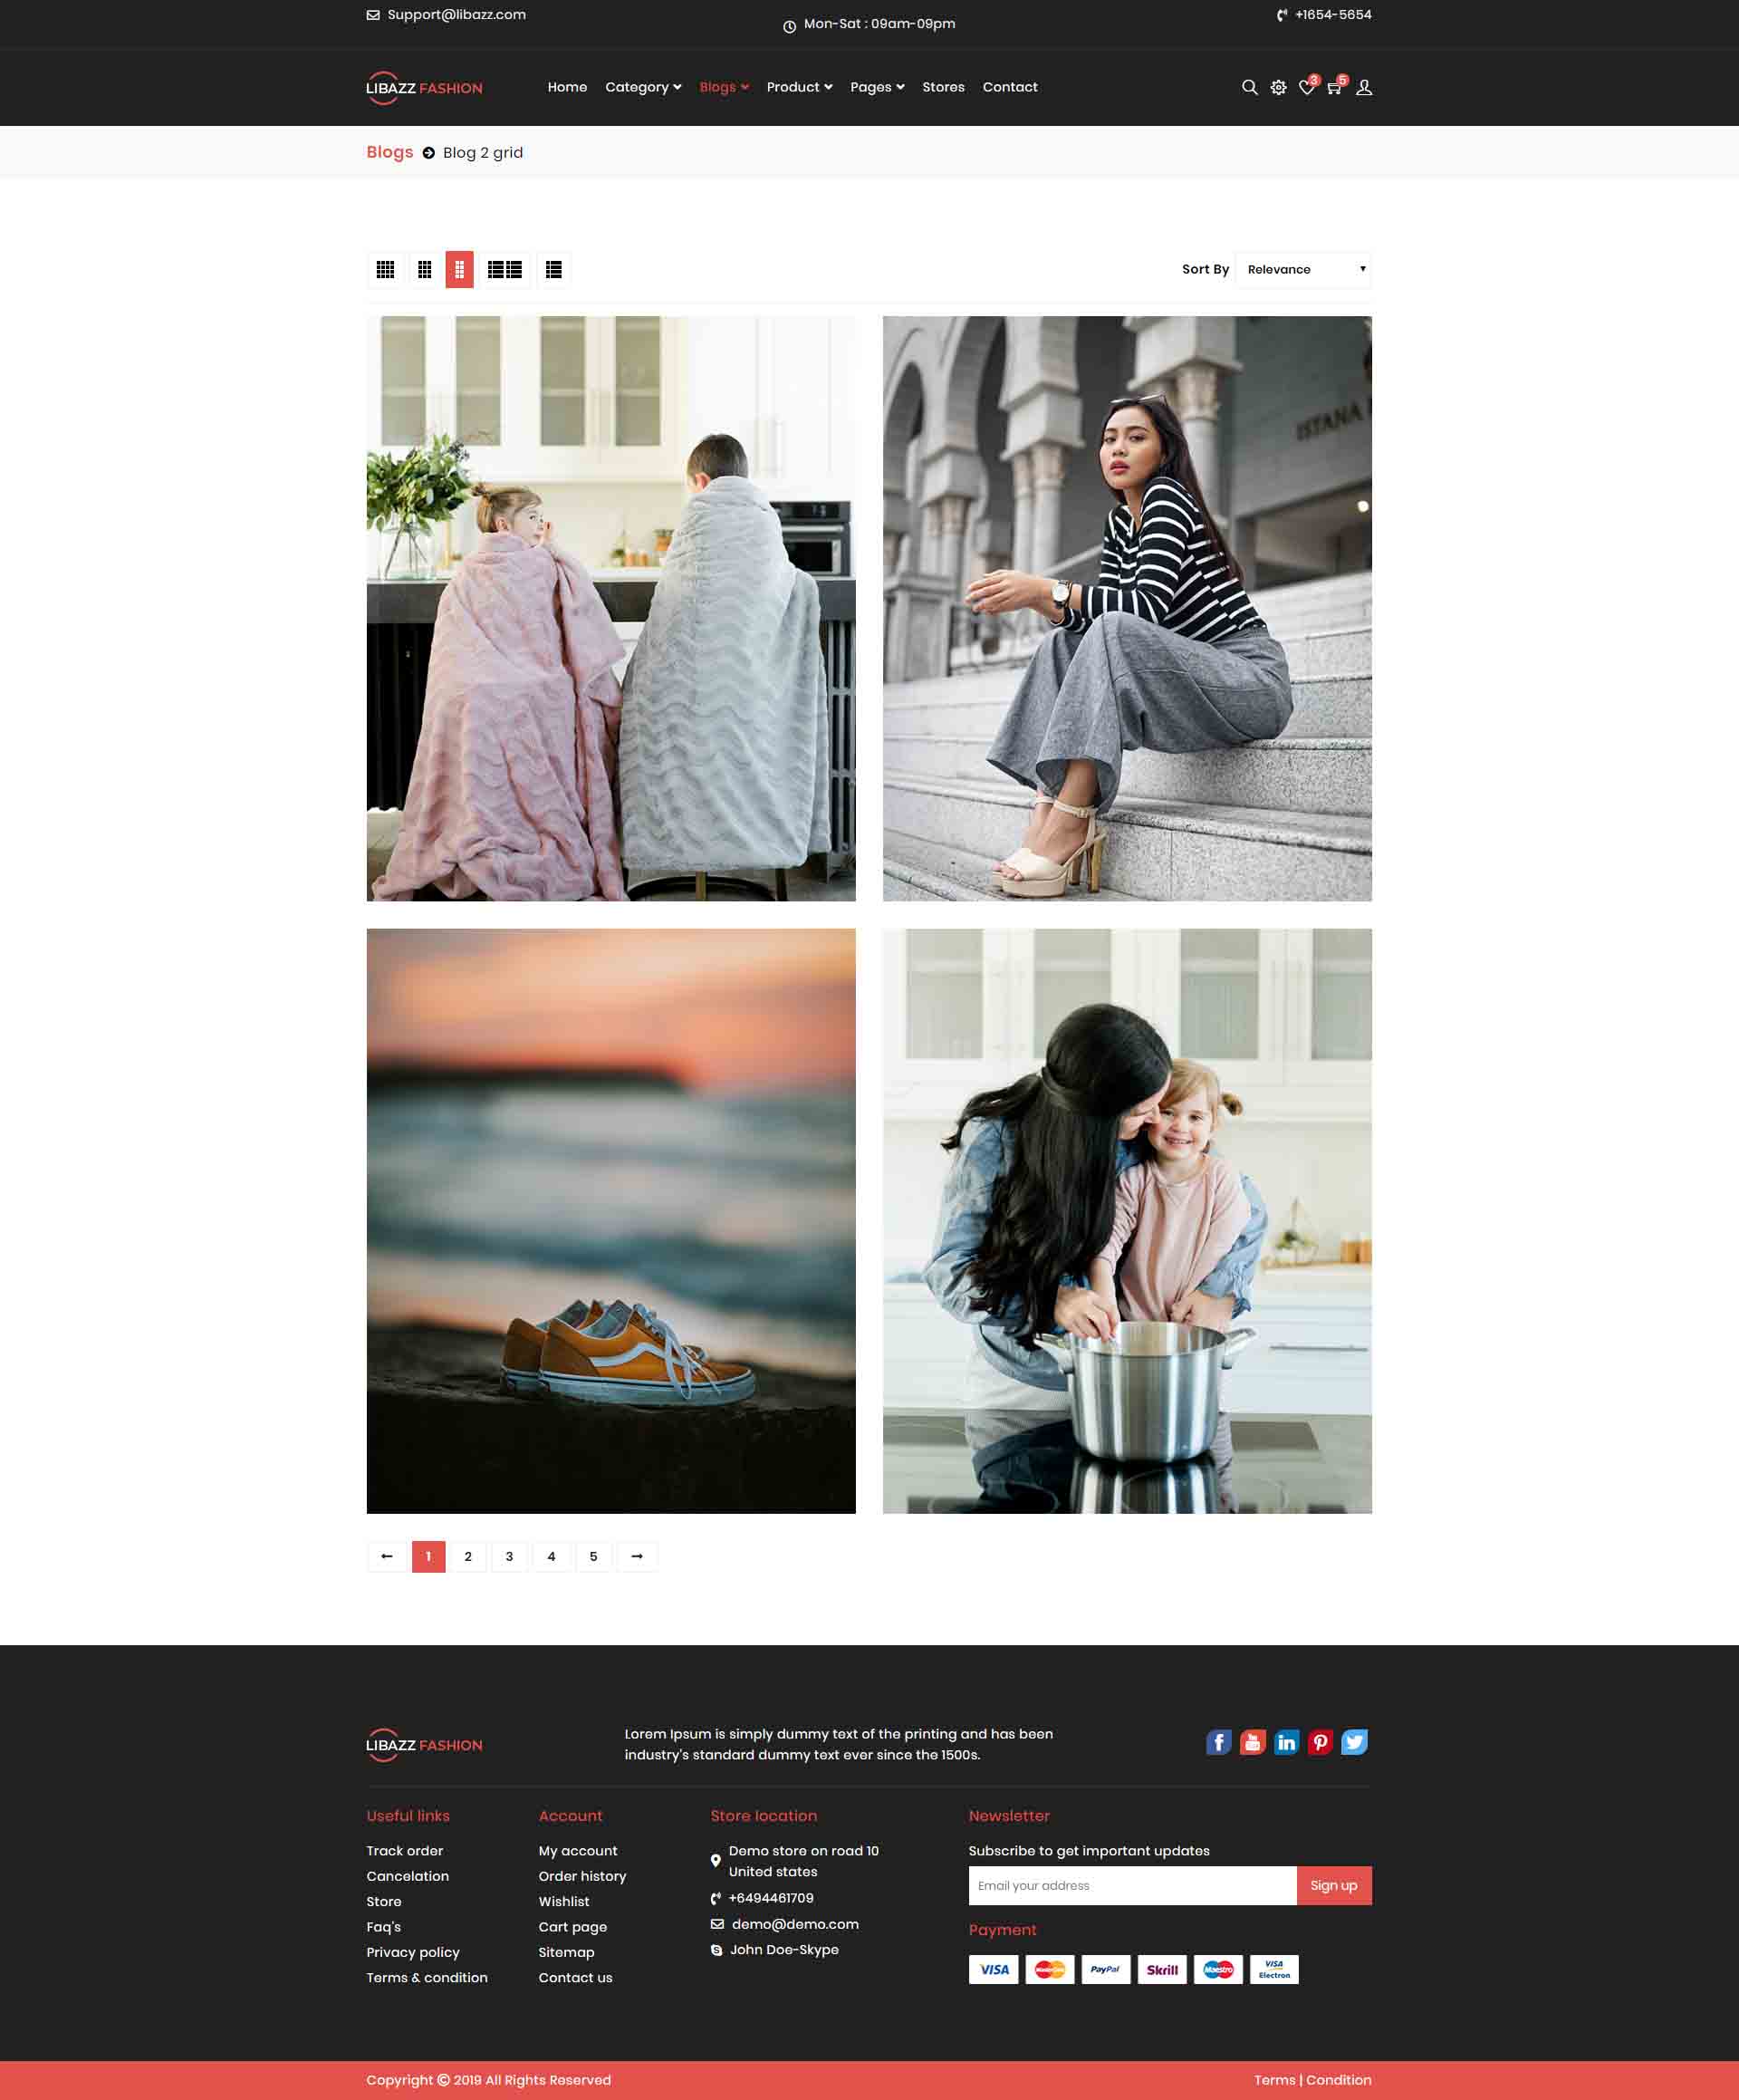 Support@libazz.com
Mon-Sat : 09am-09pm
+1654-5654
LIBAZZ FASHION
Home Category Blogs Product Pages Stores Contact
3 5
Blogs Blog 2 grid
Sort By Relevance
ISTANA
1 2 3 4 5
LIBAZZ FASHION
Lorem Ipsum is simply dummy text of the printing and has been
industry's standard dummy text ever since the 1500s.
f You in P
Useful links
Track order
Cancelation
Store
Faq's
Privacy policy
Terms & condition
Account
My account
Order history
Wishlist
Cart page
Sitemap
Contact us
Store location
Demo store on road 10
United states
+6494461709
demo@demo.com
John Doe-Skype
Newsletter
Subscribe to get important updates
Email your address Sign up
Payment
VISA MasterCard PayPal Skrill Maestro VISA
Electron
Copyright © 2019 All Rights Reserved
Terms | Condition